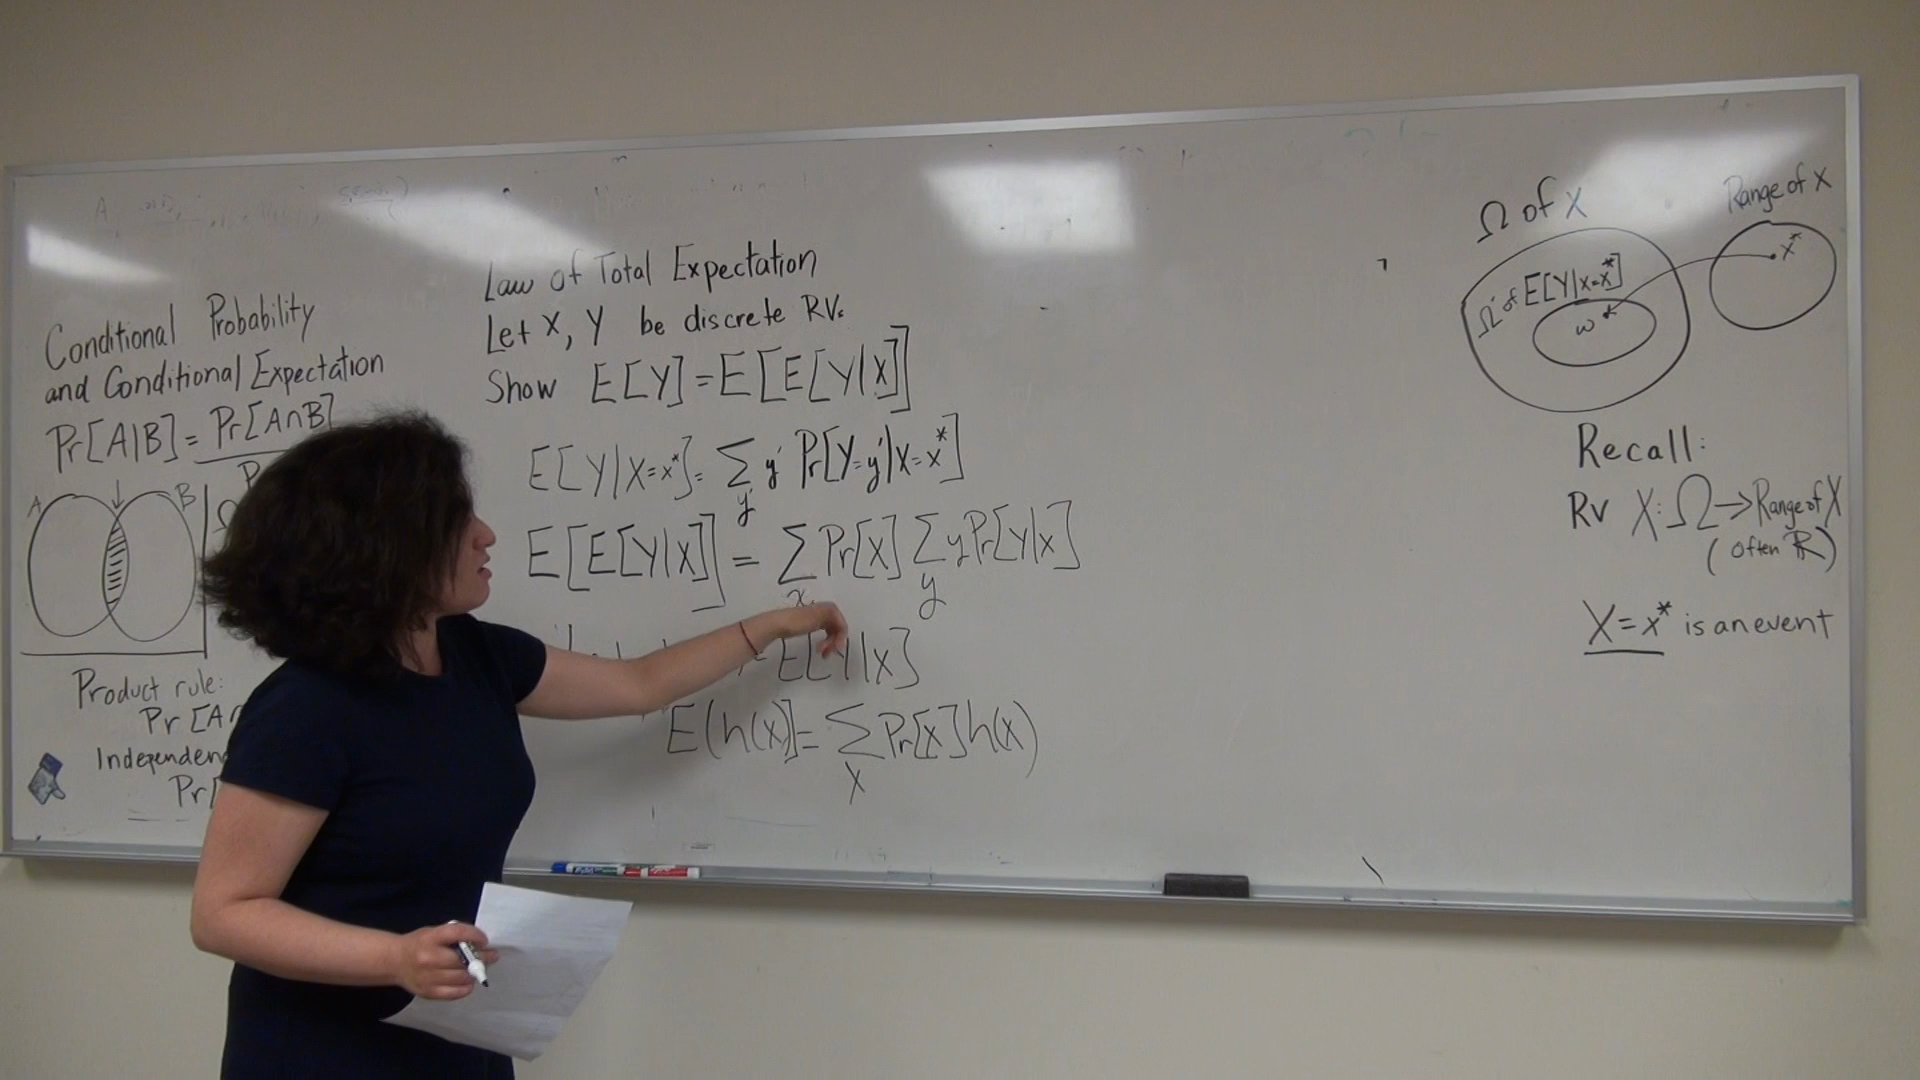 Conditional Probability
and Conditional Expectation
Pr[A|B] = Pr[A∩B]
A B
Product rule:
Pr [A
Independen
Pr[
Law of Total Expectation
Let X, Y be discrete RV.
Show E[Y] = E[E[Y|X]]
E[Y|X=x*] = ∑ y' Pr[Y=y'|X=x*]
y'
E[E[Y|X]] = ∑ Pr[X] ∑ y Pr[Y|X]
x y
E[Y|X]
E(h(x)] = ∑ Pr[x] h(x)
X
Ω of X
Range of X
Ω' of E[Y|X=x*]
x*
ω*
Recall:
RV X: Ω → Range of X
(often ℝ)
X = x* is an event